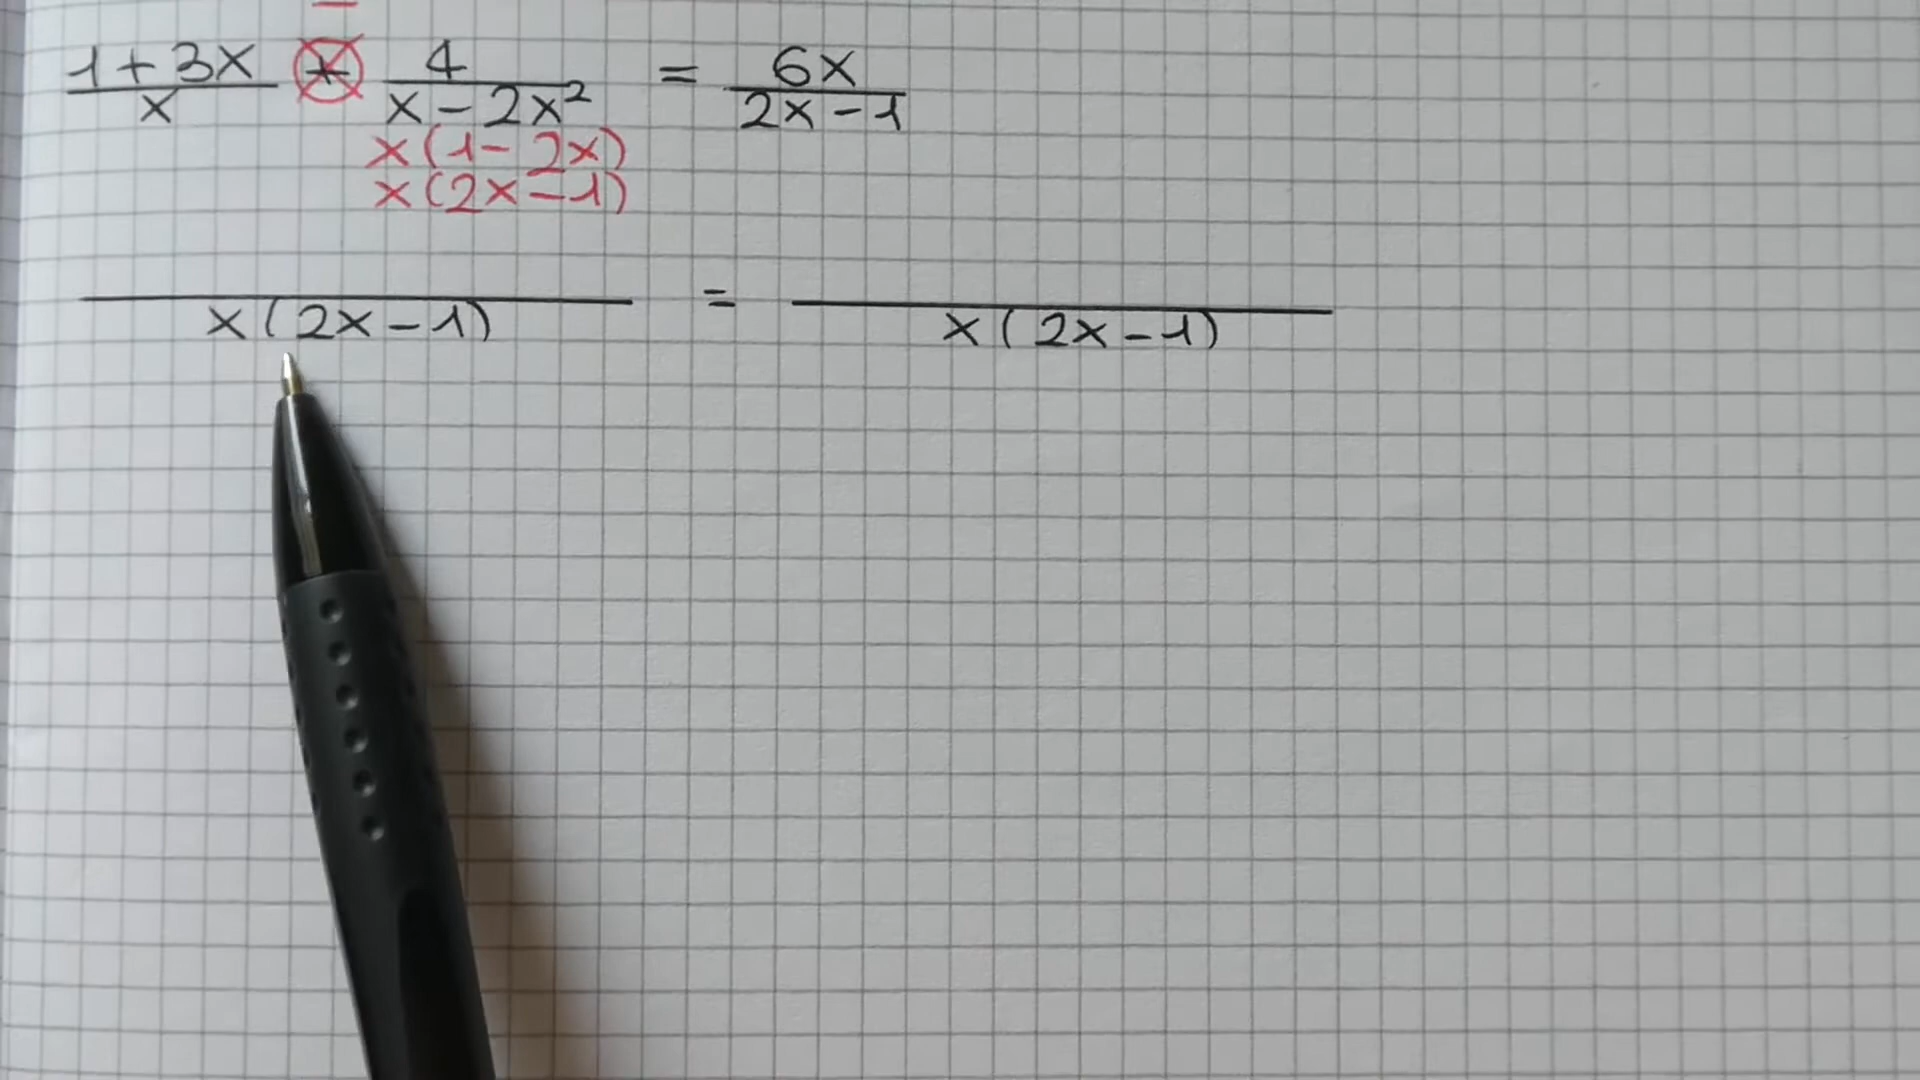 −
1 + 3x + 4 = 6x
x x − 2x² 2x − 1
x (1 − 2x)
x (2x − 1)
=
x (2x − 1) x (2x − 1)